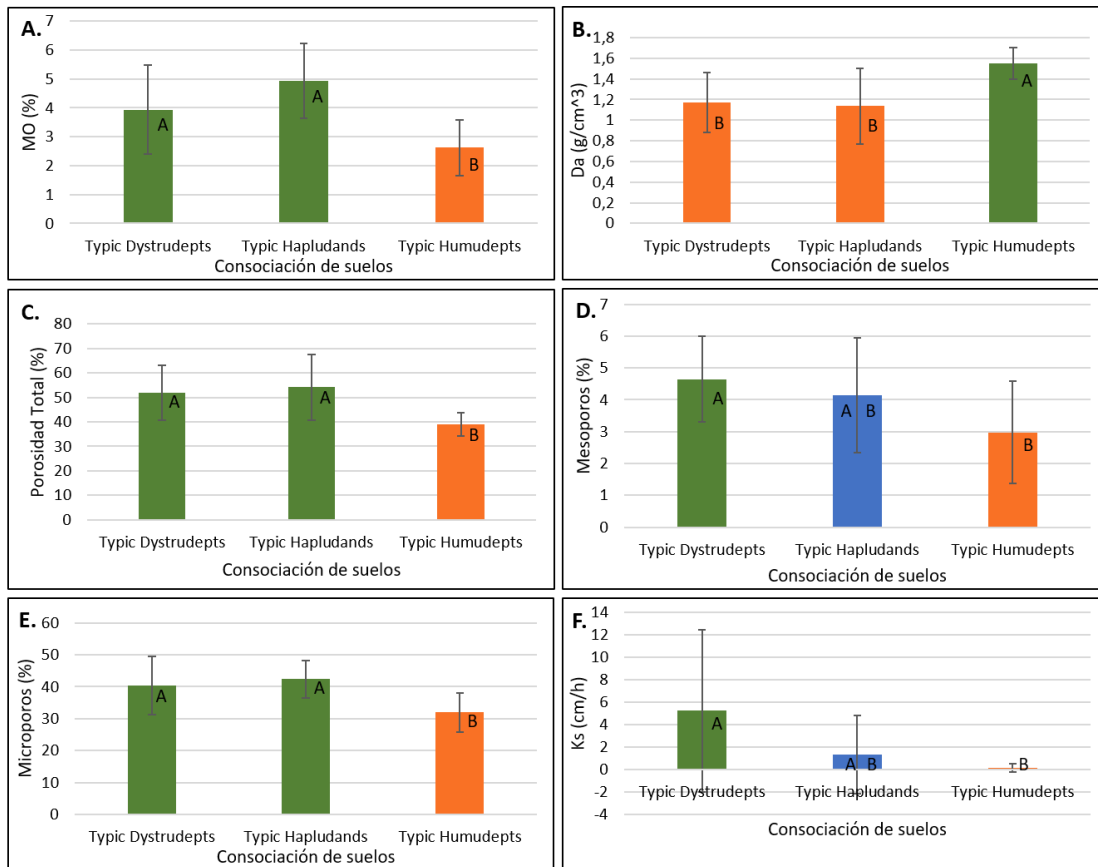 A.
MO (%)
7
6
5
4
3
2
1
0
A
A
B
Typic Dystrudepts Typic Hapludands Typic Humudepts
Consociación de suelos
B.
Da (g/cm^3)
1,8
1,6
1,4
1,2
1
0,8
0,6
0,4
0,2
0
B
B
A
Typic Dystrudepts Typic Hapludands Typic Humudepts
Consociación de suelos
C.
Porosidad Total (%)
80
70
60
50
40
30
20
10
0
A
A
B
Typic Dystrudepts Typic Hapludands Typic Humudepts
Consociación de suelos
D.
Mesoporos (%)
7
6
5
4
3
2
1
0
A
A B
B
Typic Dystrudepts Typic Hapludands Typic Humudepts
Consociación de suelos
E.
Microporos (%)
60
50
40
30
20
10
0
A
A
B
Typic Dystrudepts Typic Hapludands Typic Humudepts
Consociación de suelos
F.
Ks (cm/h)
14
12
10
8
6
4
2
0
-2
-4
A
A B
B
Typic Dystrudepts Typic Hapludands Typic Humudepts
Consociación de suelos